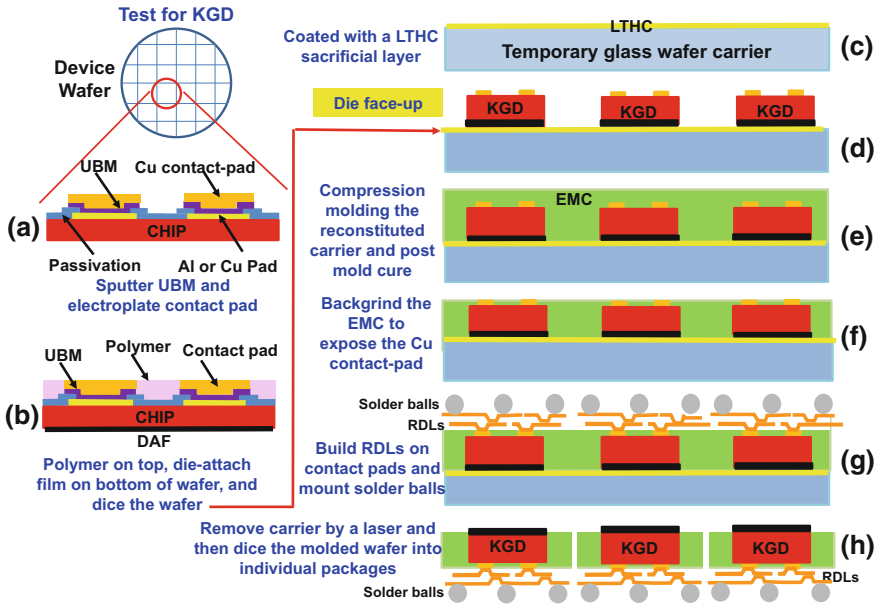 Test for KGD
Device
Wafer
UBM
Cu contact-pad
(a)
CHIP
Passivation
Al or Cu Pad
Sputter UBM and
electroplate contact pad
UBM
Polymer
Contact pad
(b)
CHIP
DAF
Polymer on top, die-attach
film on bottom of wafer, and
dice the wafer
Coated with a LTHC
sacrificial layer
LTHC
Temporary glass wafer carrier
(c)
Die face-up
KGD
KGD
KGD
(d)
Compression
molding the
reconstituted
carrier and post
mold cure
EMC
(e)
Backgrind the
EMC to
expose the Cu
contact-pad
(f)
Solder balls
RDLs
Build RDLs on
contact pads and
mount solder balls
(g)
Remove carrier by a laser and
then dice the molded wafer into
individual packages
KGD
KGD
KGD
(h)
RDLs
Solder balls